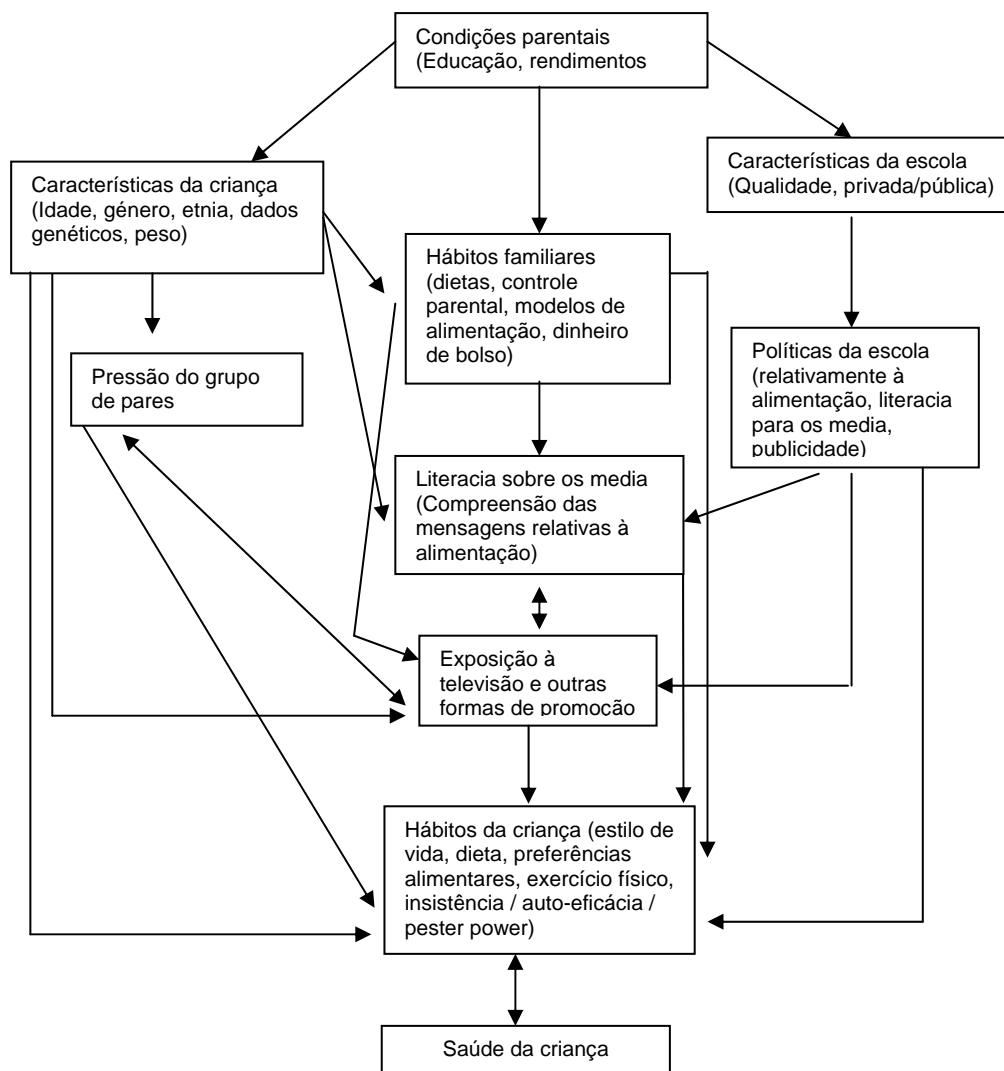 Condições parentais
(Educação, rendimentos
Características da criança
(Idade, género, etnia, dados
genéticos, peso)
Características da escola
(Qualidade, privada/pública)
Hábitos familiares
(dietas, controle
parental, modelos de
alimentação, dinheiro
de bolso)
Pressão do grupo
de pares
Políticas da escola
(relativamente à
alimentação, literacia
para os media,
publicidade)
Literacia sobre os media
(Compreensão das
mensagens relativas à
alimentação)
Exposição à
televisão e outras
formas de promoção
Hábitos da criança (estilo de
vida, dieta, preferências
alimentares, exercício físico,
insistência / auto-eficácia /
pester power)
Saúde da criança